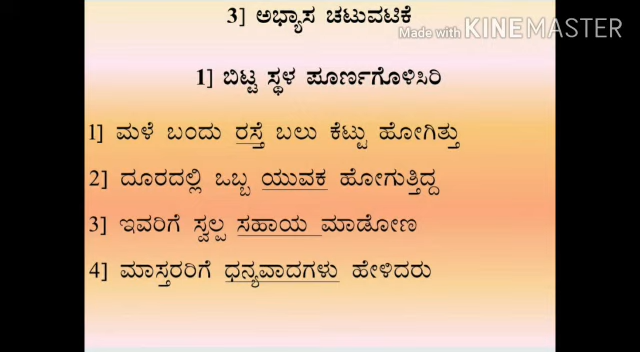 3] ಅಭ್ಯಾಸ ಚಟುವಟಿಕೆ
Made with KINEMASTER
1] ಬಿಟ್ಟ ಸ್ಥಳ ಪೂರ್ಣಗೊಳಿಸಿರಿ
1] ಮಳೆ ಬಂದು ರಸ್ತೆ ಬಲು ಕೆಟ್ಟು ಹೋಗಿತ್ತು
2] ದೂರದಲ್ಲಿ ಒಬ್ಬ ಯುವಕ ಹೋಗುತ್ತಿದ್ದ
3] ಇವರಿಗೆ ಸ್ವಲ್ಪ ಸಹಾಯ ಮಾಡೋಣ
4] ಮಾಸ್ತರರಿಗೆ ಧನ್ಯವಾದಗಳು ಹೇಳಿದರು